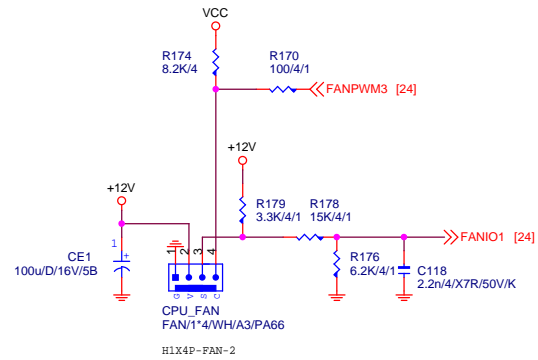 VCC
R174
8.2K/4
R170
100/4/1
FANPWM3 [24]
+12V
+12V
R179
3.3K/4/1
R178
15K/4/1
FANIO1 [24]
1
+
CE1
100u/D/16V/5B
1 2 3 4
G V S C
R176
6.2K/4/1
C118
2.2n/4/X7R/50V/K
CPU_FAN
FAN/1*4/WH/A3/PA66
H1X4P-FAN-2